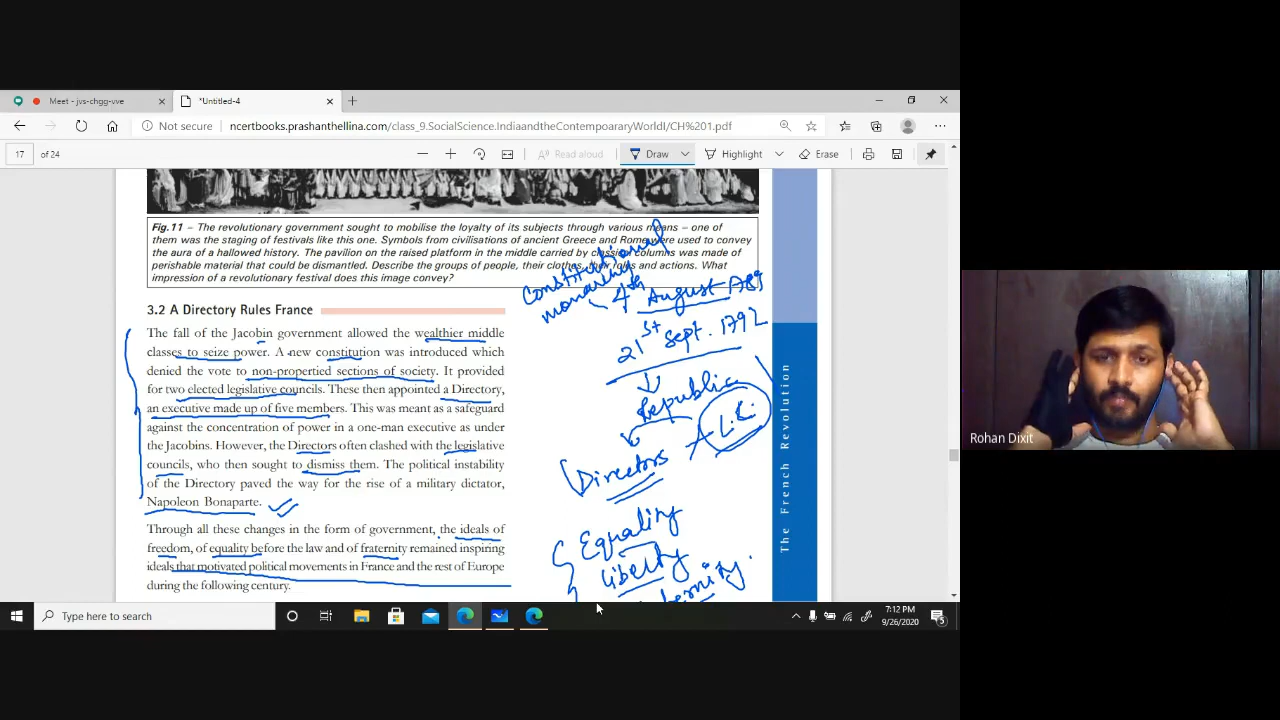 Meet - jvs-chgg-vve
*Untitled-4
Not secure
ncertbooks.prashanthellina.com/class_9.SocialScience.IndiaandtheContempoararyWorldI/CH%201.pdf
17 of 24
Read aloud
Draw
Highlight
Erase
Fig.11 – The revolutionary government sought to mobilise the loyalty of its subjects through various means – one of
them was the staging of festivals like this one. Symbols from civilisations of ancient Greece and Rome were used to convey
the aura of a hallowed history. The pavilion on the raised platform in the middle carried by classical columns was made of
perishable material that could be dismantled. Describe the groups of people, their clothes, their roles and actions. What
impression of a revolutionary festival does this image convey?
3.2 A Directory Rules France
The fall of the Jacobin government allowed the wealthier middle
classes to seize power. A new constitution was introduced which
denied the vote to non-propertied sections of society. It provided
for two elected legislative councils. These then appointed a Directory,
an executive made up of five members. This was meant as a safeguard
against the concentration of power in a one-man executive as under
the Jacobins. However, the Directors often clashed with the legislative
councils, who then sought to dismiss them. The political instability
of the Directory paved the way for the rise of a military dictator,
Napoleon Bonaparte.
Through all these changes in the form of government, the ideals of
freedom, of equality before the law and of fraternity remained inspiring
ideals that motivated political movements in France and the rest of Europe
during the following century.
Constitutional
monarchy
4th August
21st Sept. 1792
Republic
Directors
Equality
liberty
The French Revolution
Rohan Dixit
Type here to search
7:12 PM
9/26/2020
5